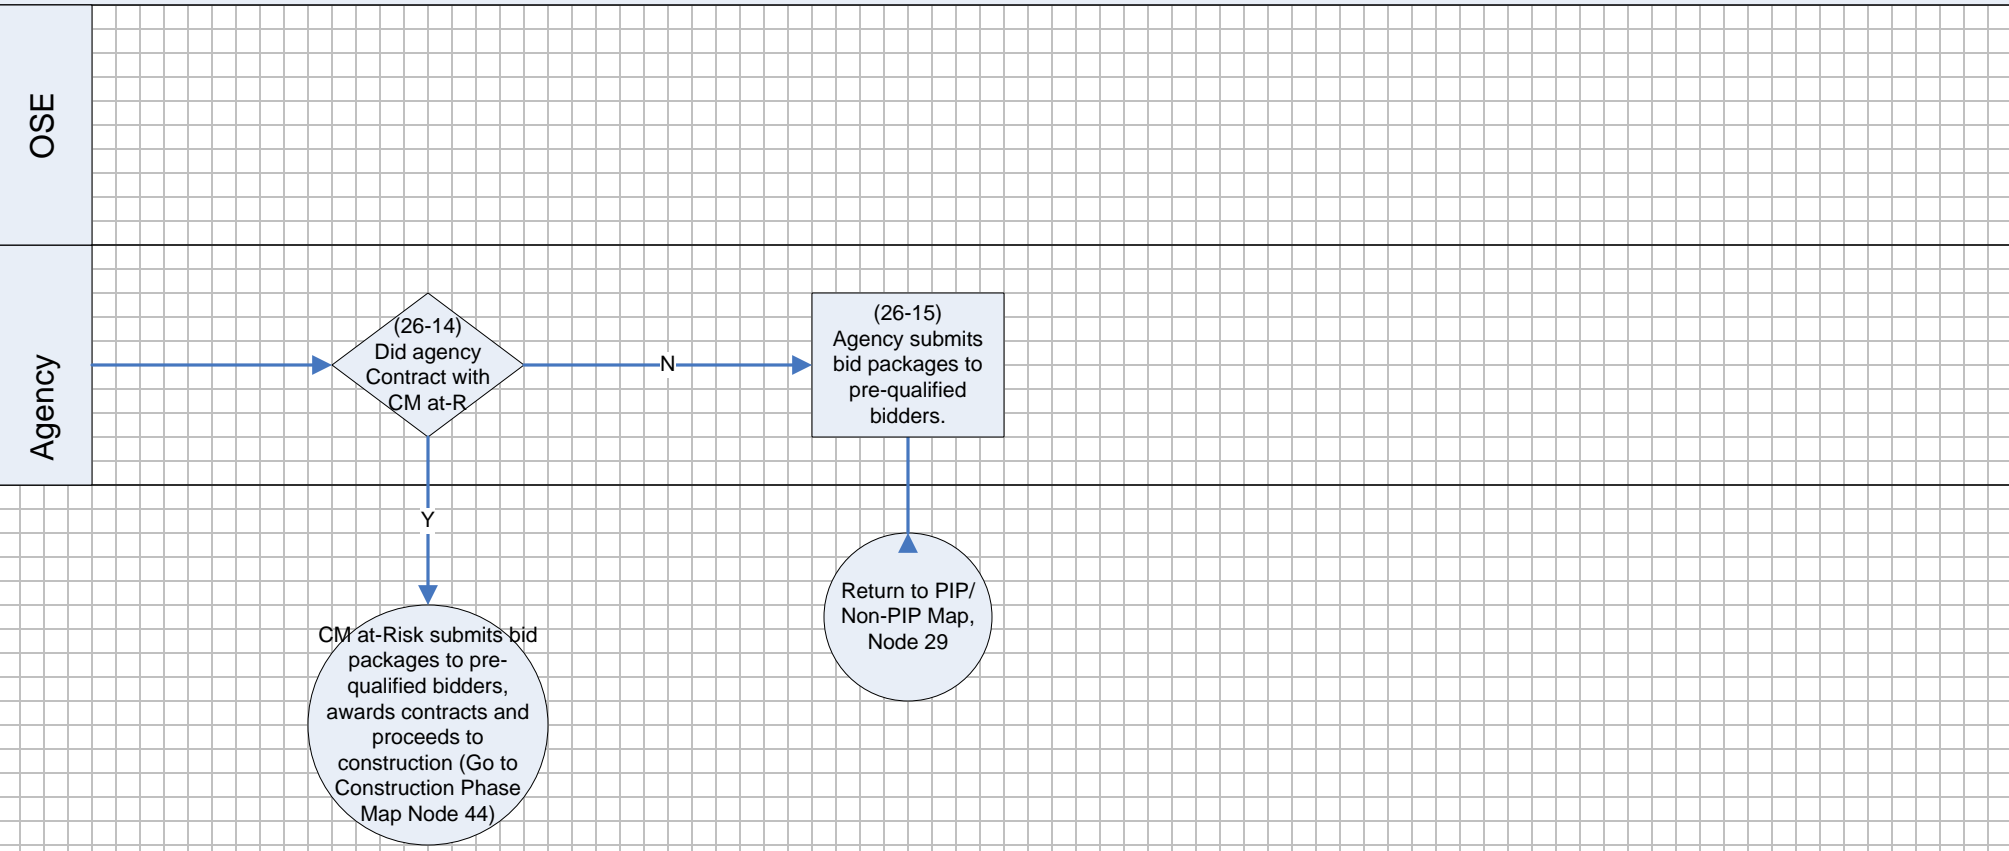 OSE
Agency
(26-14)
Did agency
Contract with
CM at-R
N
(26-15)
Agency submits
bid packages to
pre-qualified
bidders.
Y
CM at-Risk submits bid
packages to pre-
qualified bidders,
awards contracts and
proceeds to
construction (Go to
Construction Phase
Map Node 44)
Return to PIP/
Non-PIP Map,
Node 29